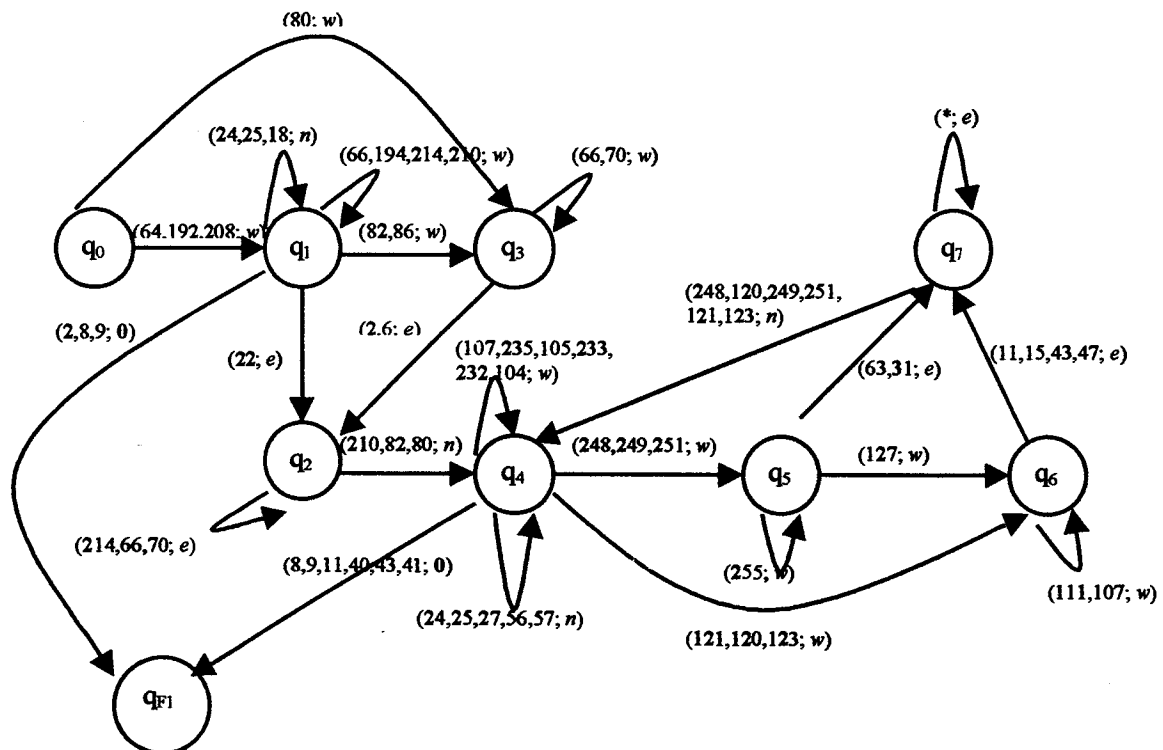 (80; w)
(24,25,18; n)
(66,194,214,210; w)
(66,70; w)
(*; e)
q0
(64,192,208; w)
q1
(82,86; w)
q3
q7
(248,120,249,251,
121,123; n)
(2,8,9; 0)
(22; e)
(2,6; e)
(107,235,105,233,
232,104; w)
(63,31; e)
(11,15,43,47; e)
q2
(210,82,80; n)
q4
(248,249,251; w)
q5
(127; w)
q6
(214,66,70; e)
(8,9,11,40,43,41; 0)
(255; w)
(111,107; w)
(24,25,27,56,57; n)
(121,120,123; w)
qF1